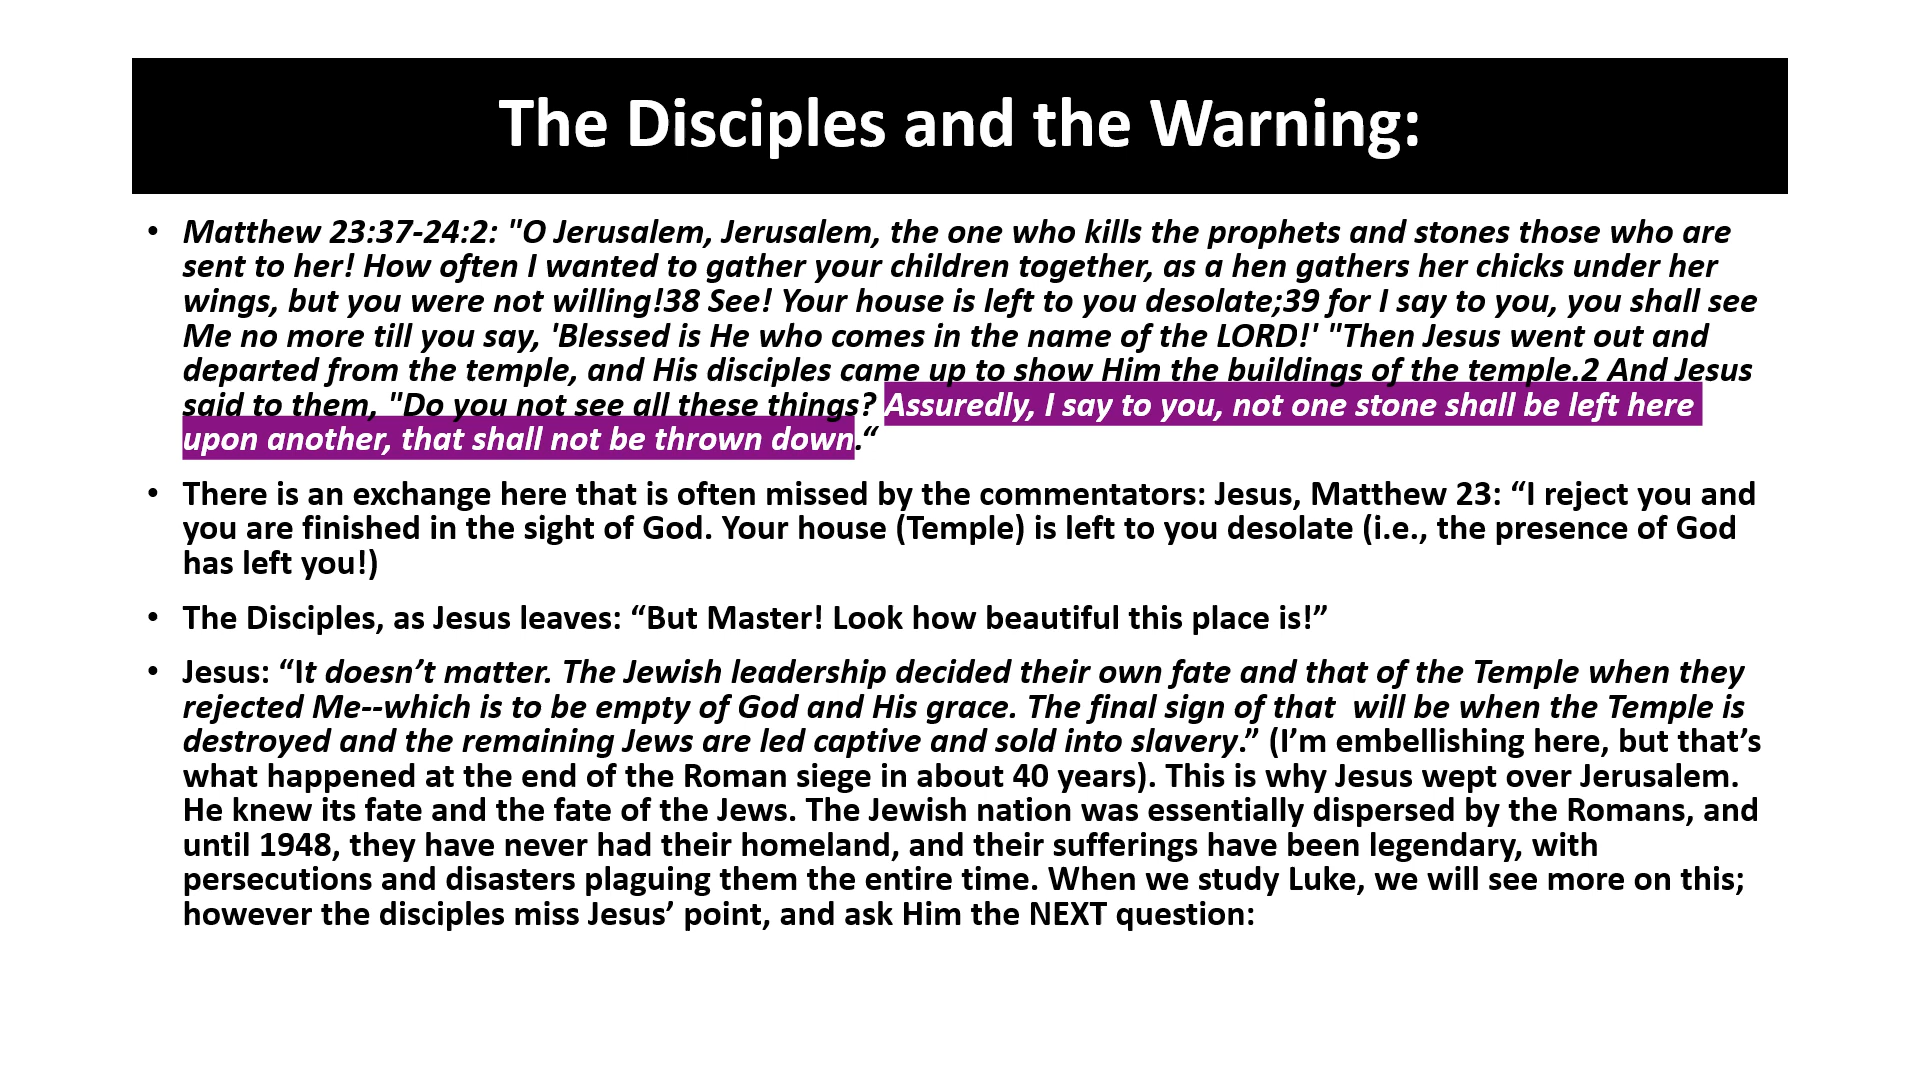 The Disciples and the Warning:
• Matthew 23:37-24:2: "O Jerusalem, Jerusalem, the one who kills the prophets and stones those who are
sent to her! How often I wanted to gather your children together, as a hen gathers her chicks under her
wings, but you were not willing!38 See! Your house is left to you desolate;39 for I say to you, you shall see
Me no more till you say, 'Blessed is He who comes in the name of the LORD!' "Then Jesus went out and
departed from the temple, and His disciples came up to show Him the buildings of the temple.2 And Jesus
said to them, "Do you not see all these things? Assuredly, I say to you, not one stone shall be left here
upon another, that shall not be thrown down.“
• There is an exchange here that is often missed by the commentators: Jesus, Matthew 23: “I reject you and
you are finished in the sight of God. Your house (Temple) is left to you desolate (i.e., the presence of God
has left you!)
• The Disciples, as Jesus leaves: “But Master! Look how beautiful this place is!”
• Jesus: “It doesn’t matter. The Jewish leadership decided their own fate and that of the Temple when they
rejected Me--which is to be empty of God and His grace. The final sign of that  will be when the Temple is
destroyed and the remaining Jews are led captive and sold into slavery.” (I’m embellishing here, but that’s
what happened at the end of the Roman siege in about 40 years). This is why Jesus wept over Jerusalem.
He knew its fate and the fate of the Jews. The Jewish nation was essentially dispersed by the Romans, and
until 1948, they have never had their homeland, and their sufferings have been legendary, with
persecutions and disasters plaguing them the entire time. When we study Luke, we will see more on this;
however the disciples miss Jesus’ point, and ask Him the NEXT question: